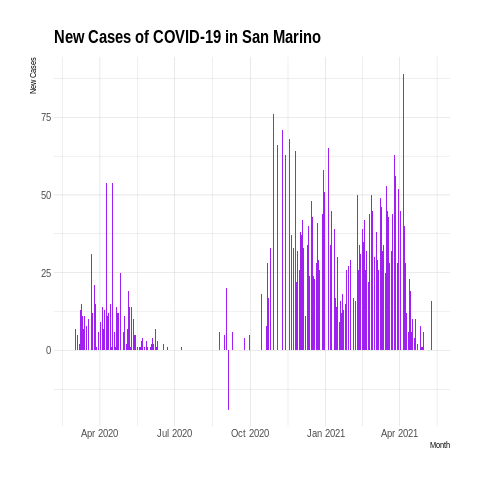 New Cases of COVID-19 in San Marino
New Cases
75
50
25
0
Apr 2020 Jul 2020 Oct 2020 Jan 2021 Apr 2021
Month